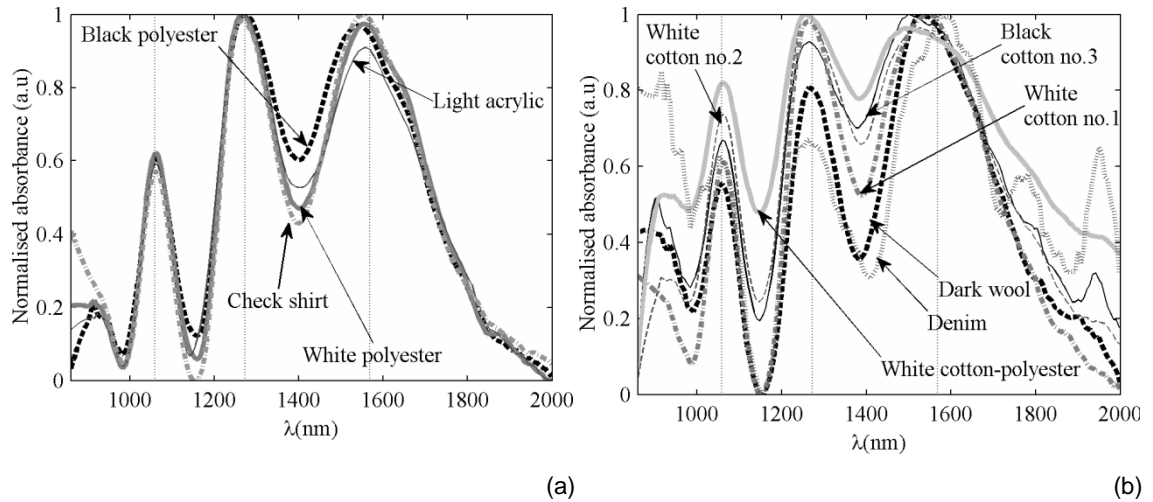 Normalised absorbance (a.u)
1
0.8
0.6
0.4
0.2
0
Black polyester
Light acrylic
Check shirt
White polyester
1000 1200 1400 1600 1800 2000
λ(nm)
(a)
Normalised absorbance (a.u)
1
0.8
0.6
0.4
0.2
0
White
cotton no.2
Black
cotton no.3
White
cotton no.1
Dark wool
Denim
White cotton-polyester
1000 1200 1400 1600 1800 2000
λ(nm)
(b)